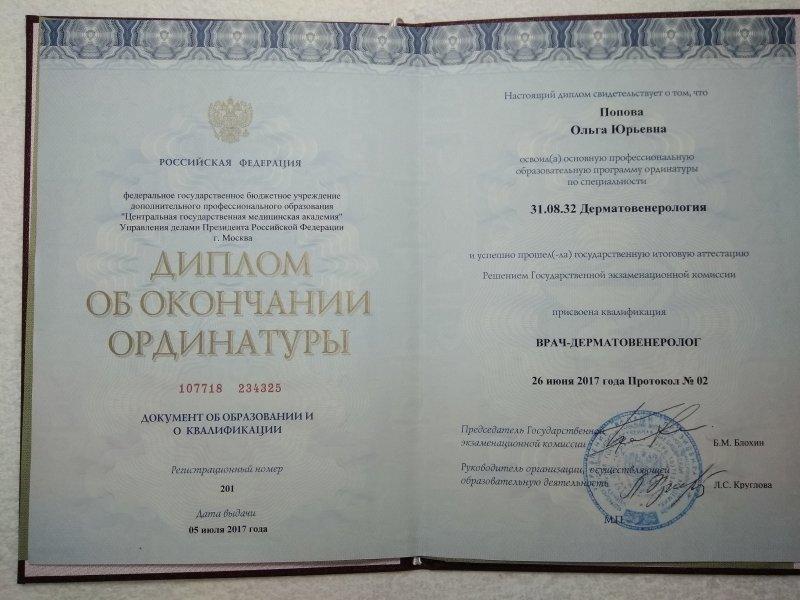 РОССИЙСКАЯ ФЕДЕРАЦИЯ
федеральное государственное бюджетное учреждение
дополнительного профессионального образования
"Центральная государственная медицинская академия"
Управления делами Президента Российской Федерации
г. Москва
ДИПЛОМ
ОБ ОКОНЧАНИИ
ОРДИНАТУРЫ
107718 234325
ДОКУМЕНТ ОБ ОБРАЗОВАНИИ И
О КВАЛИФИКАЦИИ
Регистрационный номер
201
Дата выдачи
05 июля 2017 года
Настоящий диплом свидетельствует о том, что
Попова
Ольга Юрьевна
освоил(а) основную профессиональную
образовательную программу ординатуры
по специальности
31.08.32 Дерматовенерология
и успешно прошел(-ла) государственную итоговую аттестацию
Решением Государственной экзаменационной комиссии
присвоена квалификация
ВРАЧ-ДЕРМАТОВЕНЕРОЛОГ
26 июня 2017 года Протокол № 02
Председатель Государственной
экзаменационной комиссии
Б.М. Блохин
Руководитель организации, осуществляющей
образовательную деятельность
Л.С. Круглова
М.П.